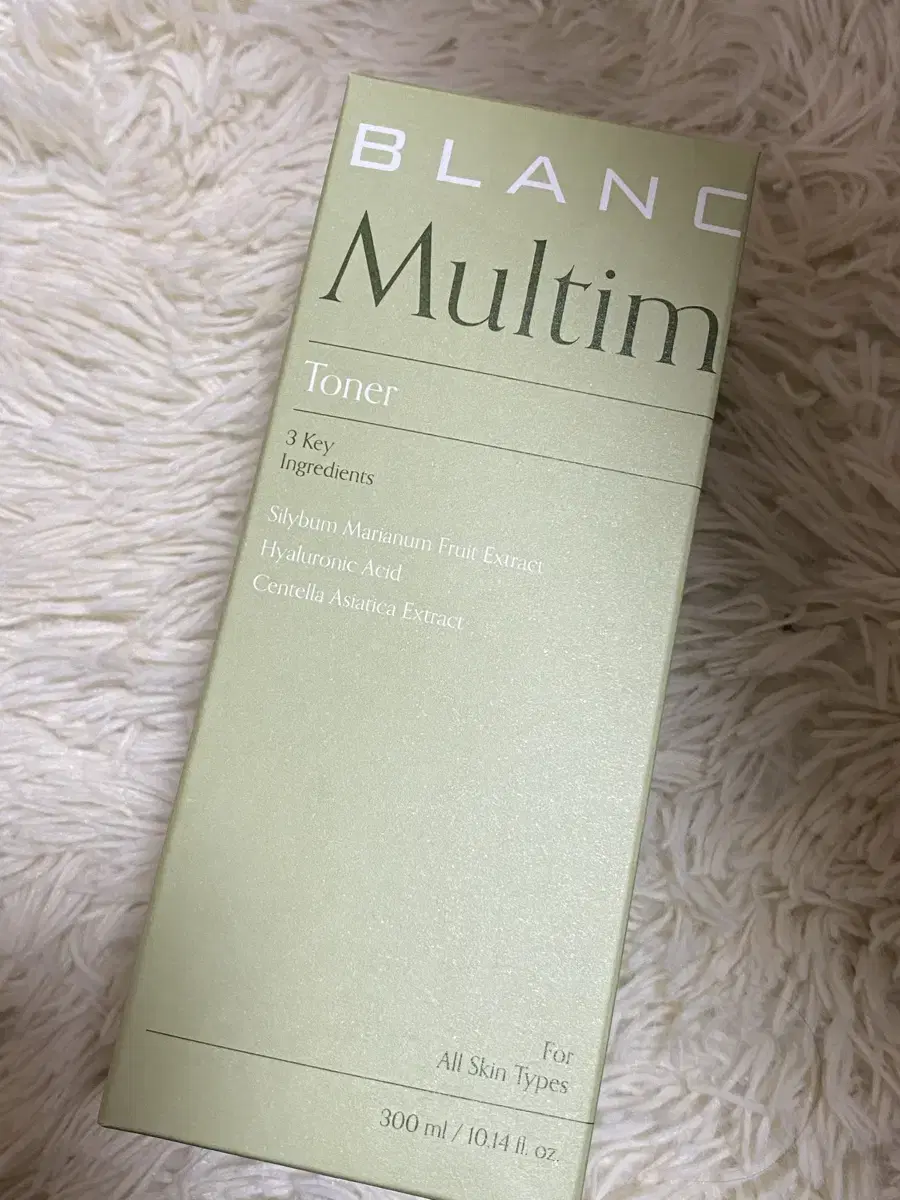 BLANC
Multim
Toner
3 Key
Ingredients
Silybum Marianum Fruit Extract
Hyaluronic Acid
Centella Asiatica Extract
For
All Skin Types
300 ml / 10.14 fl. oz.